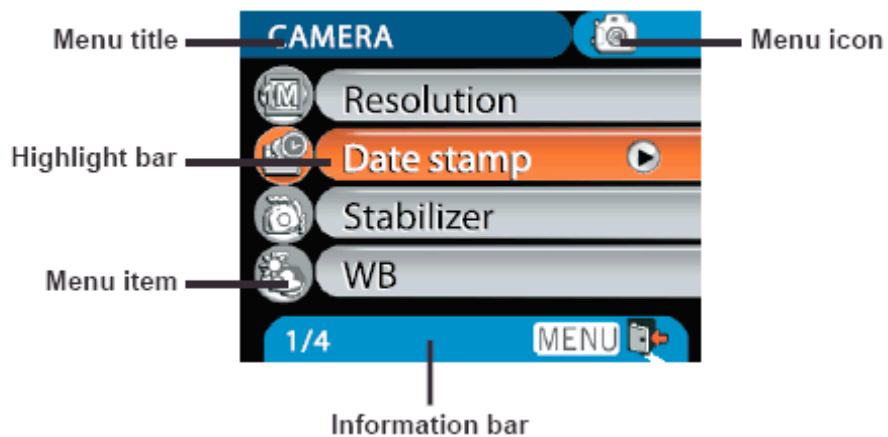 Menu title
CAMERA
Menu icon
1M
Resolution
Highlight bar
Date stamp
Stabilizer
Menu item
WB
1/4
MENU
Information bar